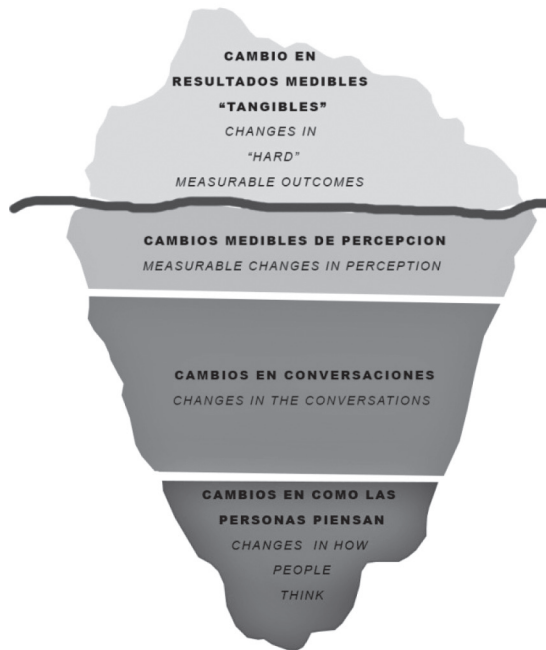 CAMBIO EN
RESULTADOS MEDIBLES
“TANGIBLES”
CHANGES IN
“HARD”
MEASURABLE OUTCOMES
CAMBIOS MEDIBLES DE PERCEPCION
MEASURABLE CHANGES IN PERCEPTION
CAMBIOS EN CONVERSACIONES
CHANGES IN THE CONVERSATIONS
CAMBIOS EN COMO LAS
PERSONAS PIENSAN
CHANGES IN HOW
PEOPLE
THINK